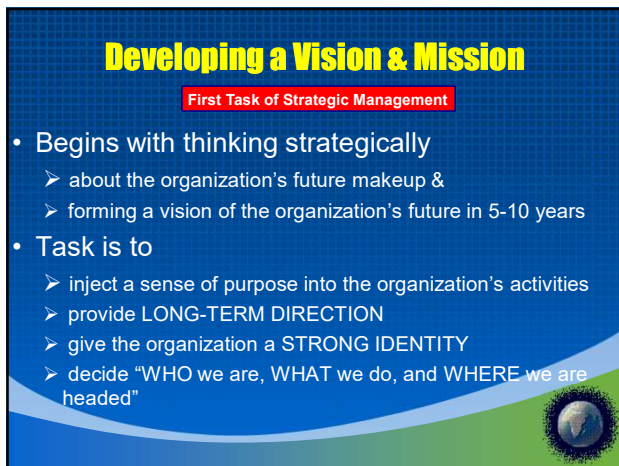 Developing a Vision & Mission
First Task of Strategic Management
• Begins with thinking strategically
➢ about the organization's future makeup &
➢ forming a vision of the organization's future in 5-10 years
• Task is to
➢ inject a sense of purpose into the organization's activities
➢ provide LONG-TERM DIRECTION
➢ give the organization a STRONG IDENTITY
➢ decide “WHO we are, WHAT we do, and WHERE we are
headed”